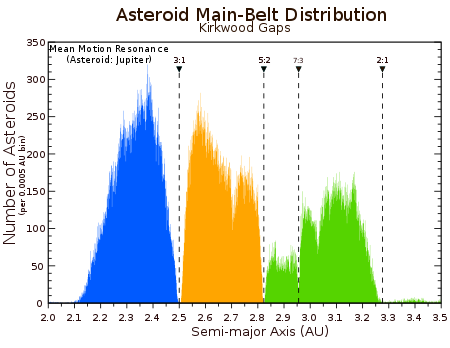 Asteroid Main-Belt Distribution
Kirkwood Gaps
Mean Motion Resonance
(Asteroid: Jupiter)
3:1
5:2
7:3
2:1
Number of Asteroids
(per 0.0005 AU bin)
350
300
250
200
150
100
50
0
2.0 2.1 2.2 2.3 2.4 2.5 2.6 2.7 2.8 2.9 3.0 3.1 3.2 3.3 3.4 3.5
Semi-major Axis (AU)